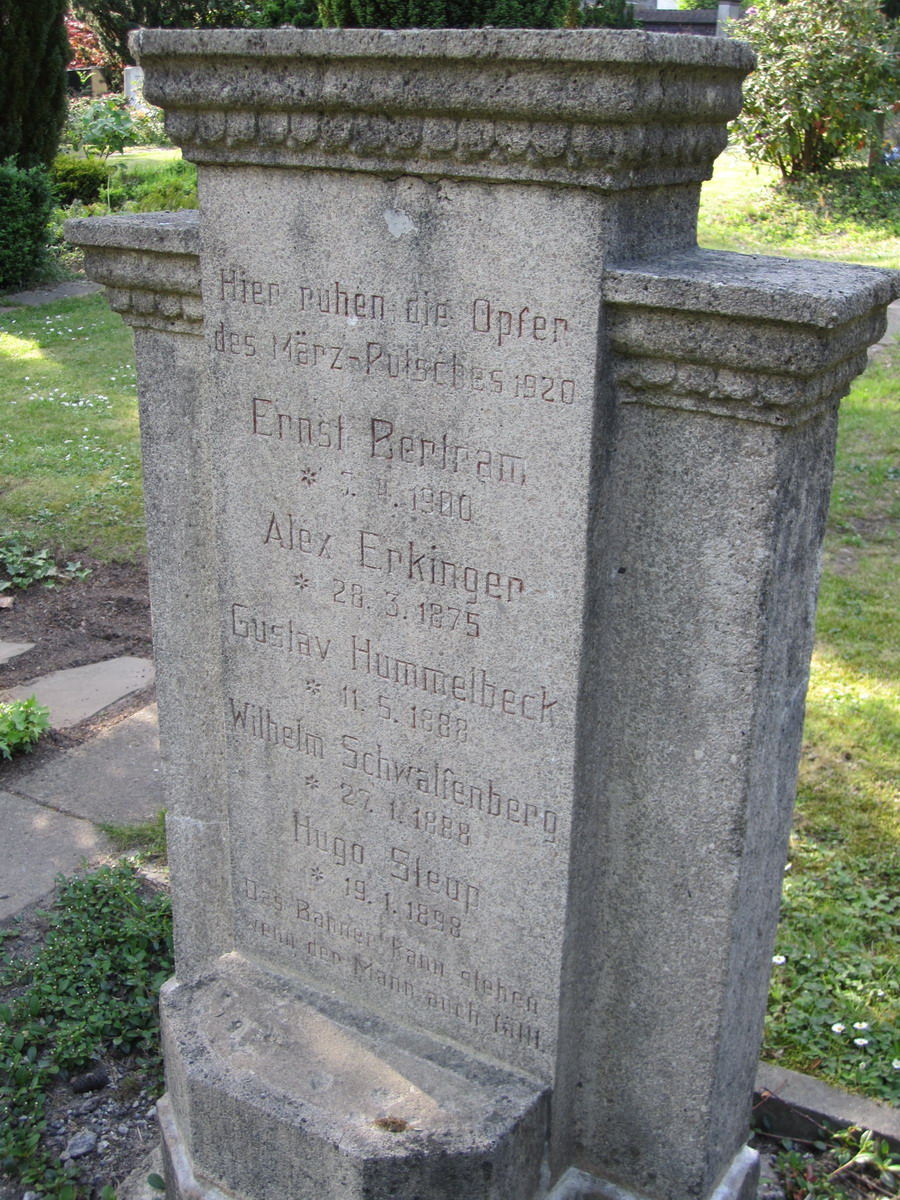 Hier ruhen die Opfer
des März-Putsches 1920
Ernst Bertram
* 5. 4. 1900
Alex Erkinger
* 28. 3. 1875
Gustav Hummelbeck
* 11. 5. 1888
Wilhelm Schwalfenberg
* 27. 1. 1888
Hugo Steup
* 19. 1. 1898
Das Banner kann stehen
wenn der Mann auch fällt.